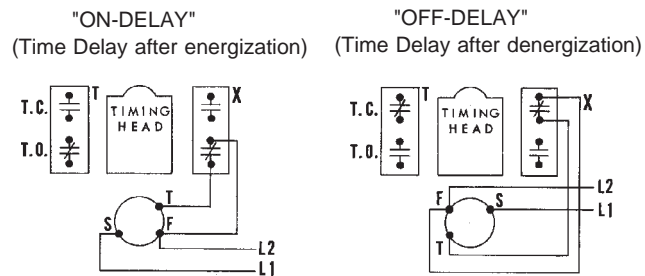 "ON-DELAY"
(Time Delay after energization)
T.C.
T
TIMING
HEAD
X
T.O.
T
S
F
L2
L1
"OFF-DELAY"
(Time Delay after denergization)
T.C.
T
TIMING
HEAD
X
T.O.
F
S
L2
L1
T